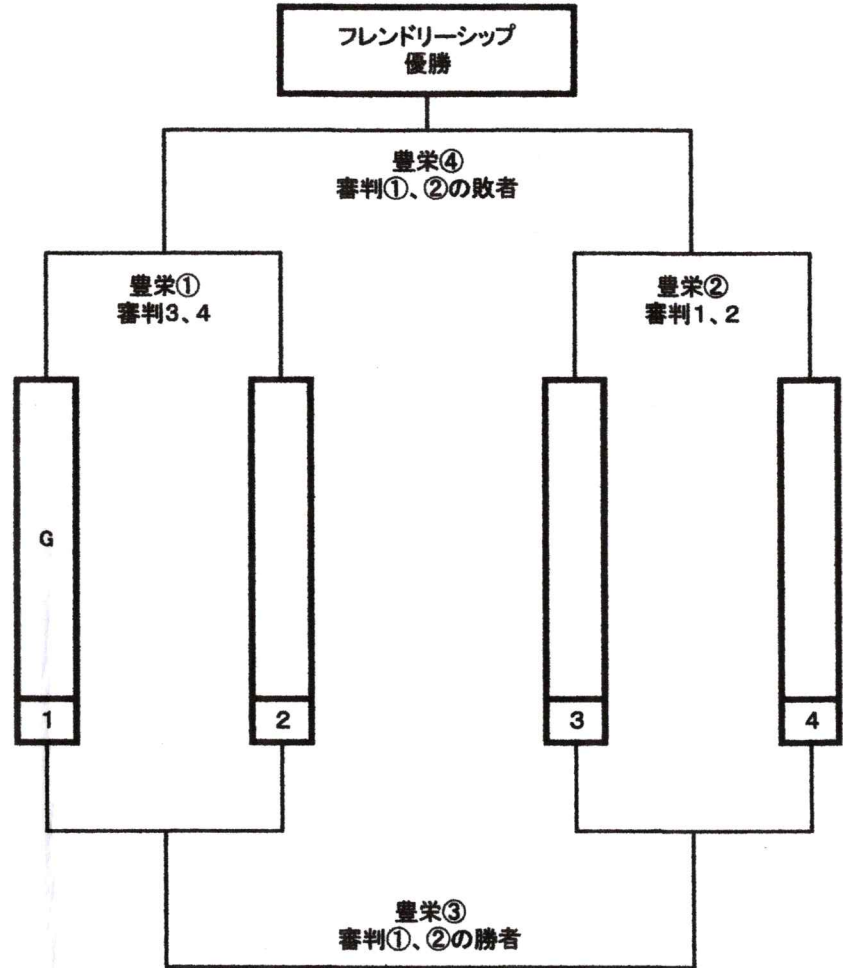 フレンドリーシップ
優勝
豊栄④
審判①、②の敗者
豊栄①
審判3、4
豊栄②
審判1、2
G
1
2
3
4
豊栄③
審判①、②の勝者